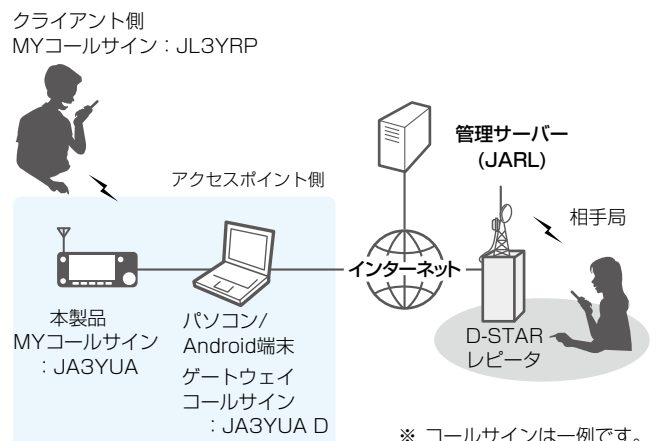 クライアント側
MYコールサイン：JL3YRP
アクセスポイント側
管理サーバー
(JARL)
相手局
インターネット
本製品
MYコールサイン
：JA3YUA
パソコン/
Android端末
ゲートウェイ
コールサイン
：JA3YUA D
D-STAR
レピータ
※ コールサインは一例です。